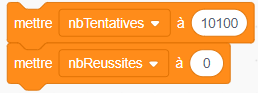 mettre nbTentatives à 10100
mettre nbReussites à 0